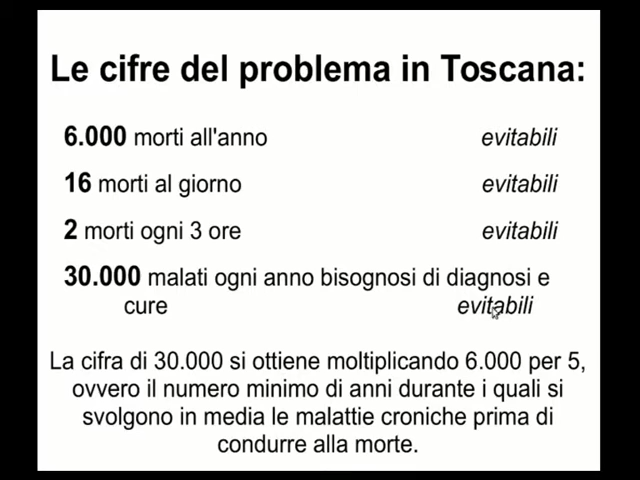 Le cifre del problema in Toscana:
6.000 morti all'anno evitabili
16 morti al giorno evitabili
2 morti ogni 3 ore evitabili
30.000 malati ogni anno bisognosi di diagnosi e
cure evitabili
La cifra di 30.000 si ottiene moltiplicando 6.000 per 5,
ovvero il numero minimo di anni durante i quali si
svolgono in media le malattie croniche prima di
condurre alla morte.